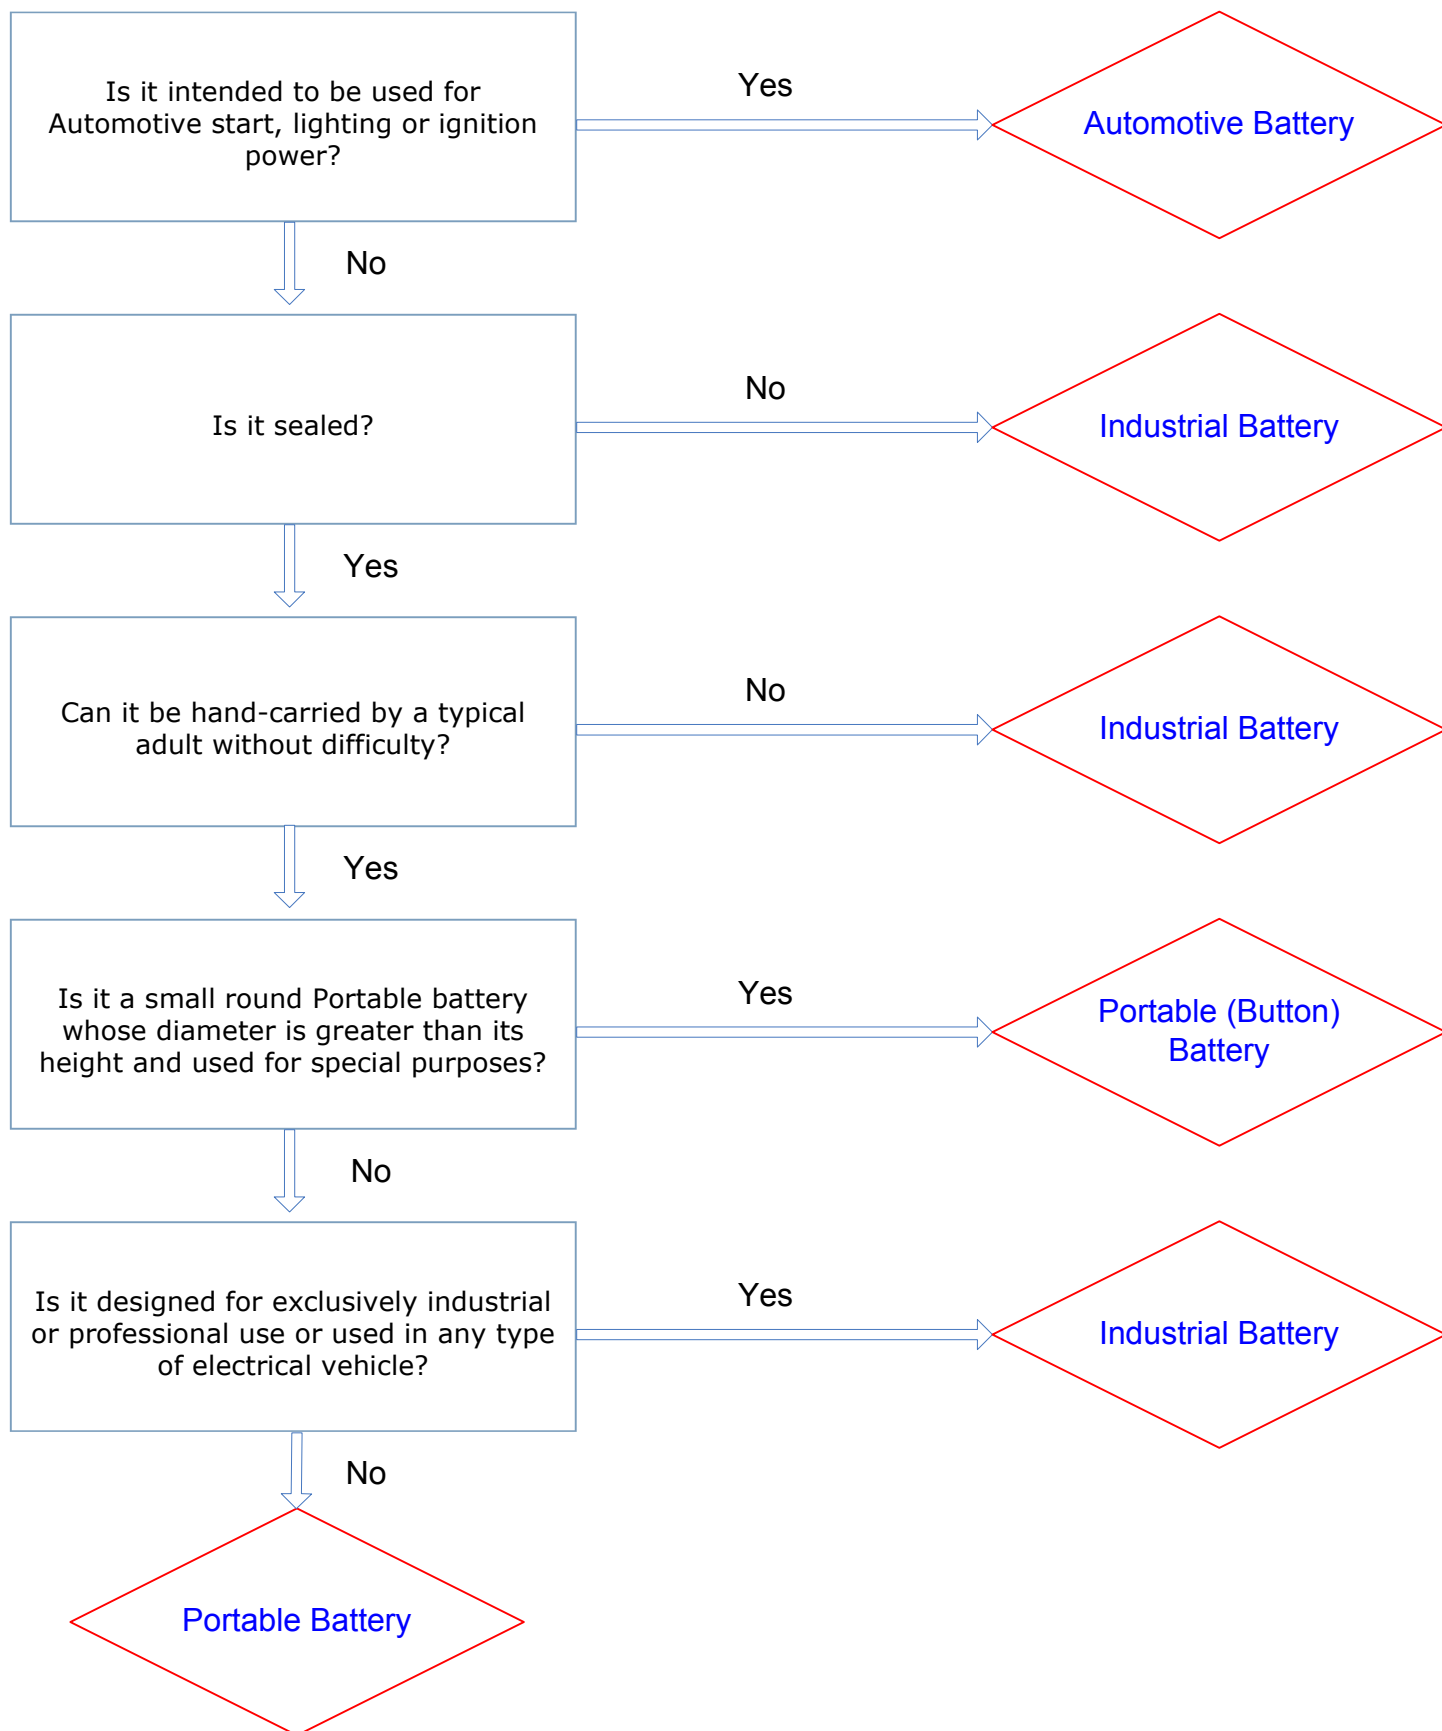 Is it intended to be used for
Automotive start, lighting or ignition
power?
Yes
Automotive Battery
No
Is it sealed?
No
Industrial Battery
Yes
Can it be hand-carried by a typical
adult without difficulty?
No
Industrial Battery
Yes
Is it a small round Portable battery
whose diameter is greater than its
height and used for special purposes?
Yes
Portable (Button)
Battery
No
Is it designed for exclusively industrial
or professional use or used in any type
of electrical vehicle?
Yes
Industrial Battery
No
Portable Battery